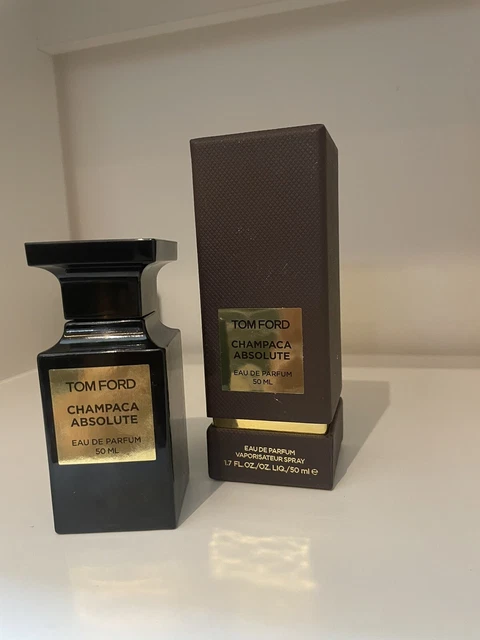 TOM FORD
CHAMPACA
ABSOLUTE
EAU DE PARFUM
50 ML
TOM FORD
CHAMPACA
ABSOLUTE
EAU DE PARFUM
50 ML
EAU DE PARFUM
VAPORISATEUR SPRAY
1.7 FL.OZ./OZ. LIQ./50 ml ℮